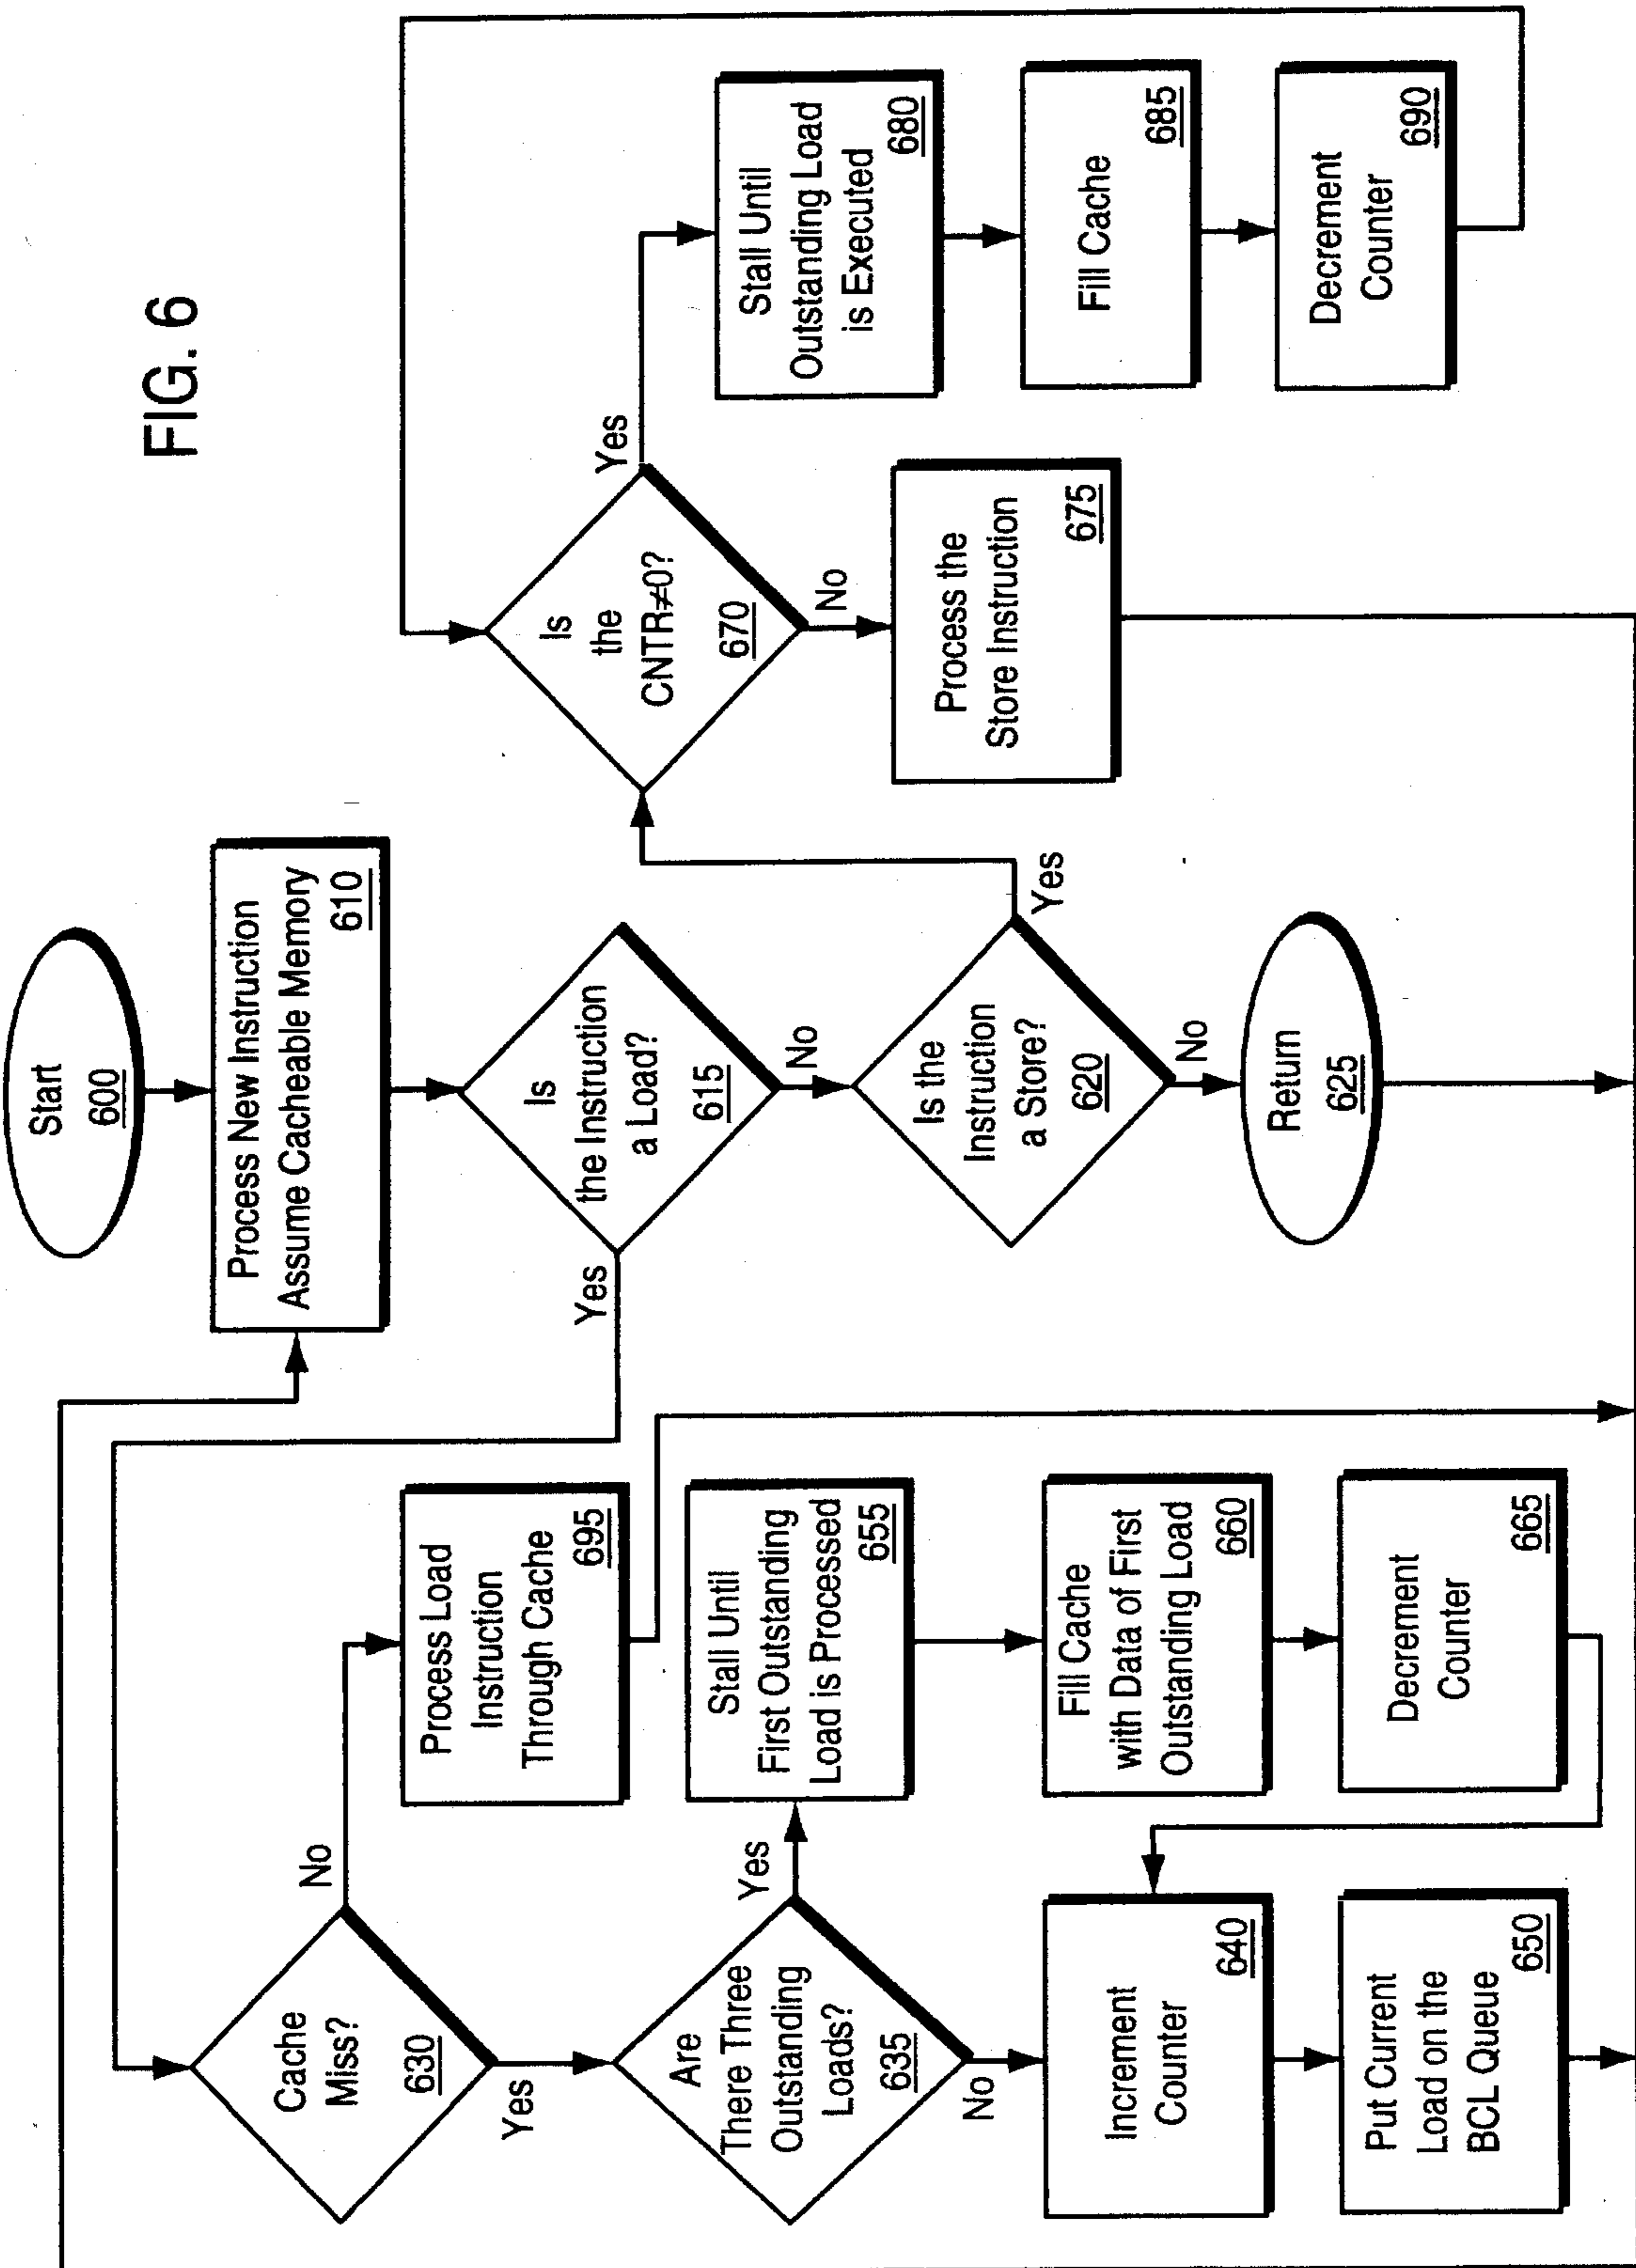 FIG. 6
Start
600
Process New Instruction
Assume Cacheable Memory
610
Is
the Instruction
a Load?
615
Yes
No
Is the
Instruction
a Store?
620
Yes
No
Return
625
Cache
Miss?
630
No
Yes
Process Load
Instruction
Through Cache
695
Are
There Three
Outstanding
Loads?
635
Yes
No
Stall Until
First Outstanding
Load is Processed
655
Fill Cache
with Data of First
Outstanding Load
660
Decrement
Counter
665
Increment
Counter
640
Put Current
Load on the
BCL Queue
650
Is
the
CNTR≠0?
670
Yes
No
Process the
Store Instruction
675
Stall Until
Outstanding Load
is Executed
680
Fill Cache
685
Decrement
Counter
690